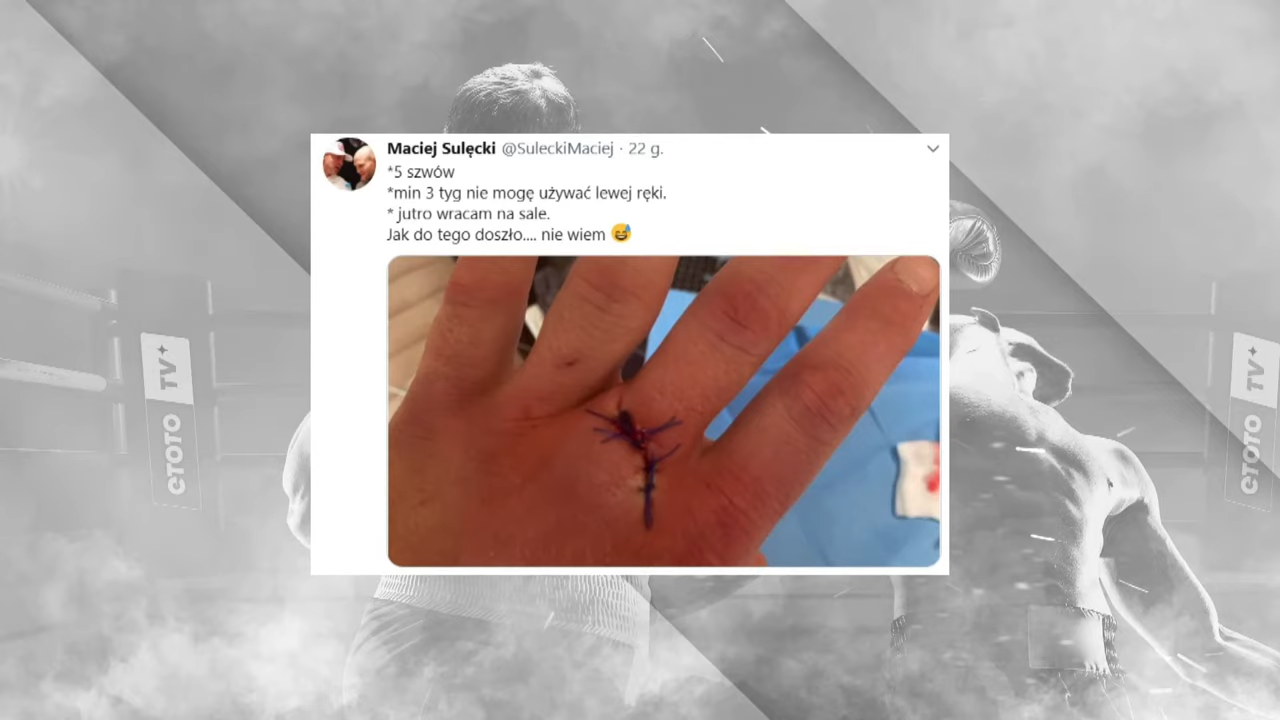 Maciej Sulęcki @SuleckiMaciej · 22 g.
*5 szwów
*min 3 tyg nie mogę używać lewej ręki.
* jutro wracam na sale.
Jak do tego doszło.... nie wiem 😅
eTOTO TV+
eTOTO TV+